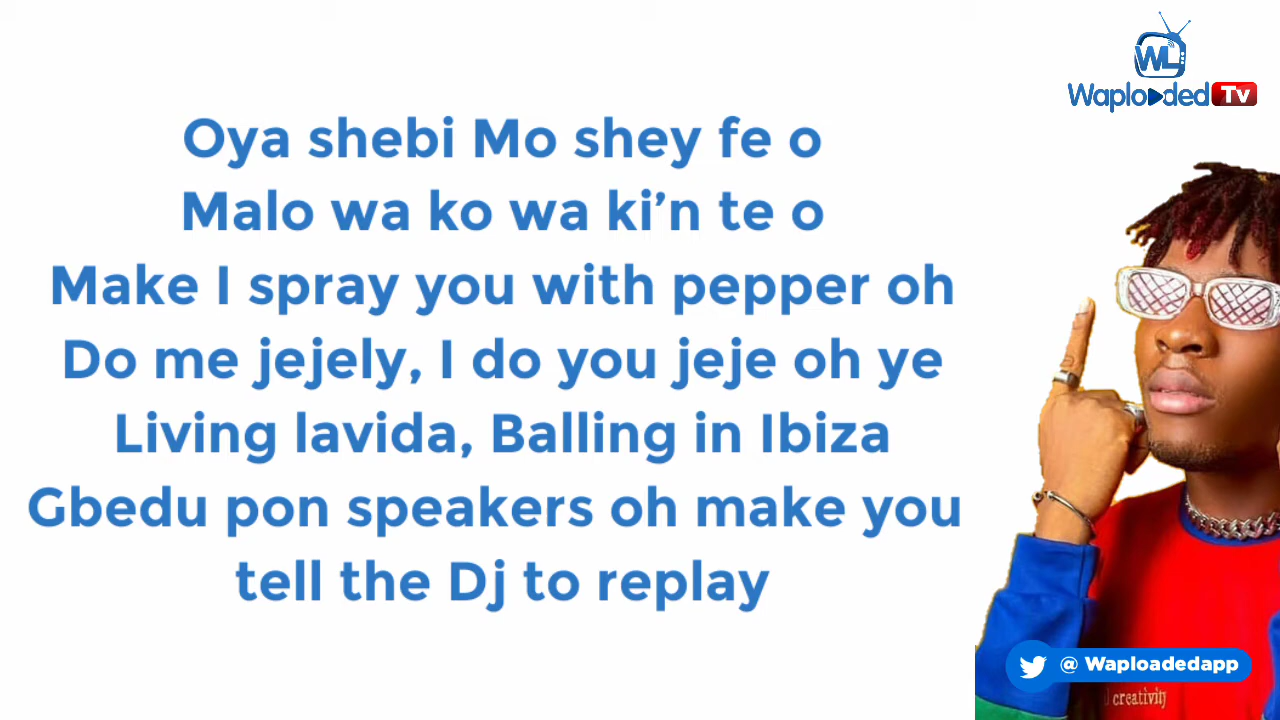 WL
Waploaded Tv
Oya shebi Mo shey fe o
Malo wa ko wa ki’n te o
Make I spray you with pepper oh
Do me jejely, I do you jeje oh ye
Living lavida, Balling in Ibiza
Gbedu pon speakers oh make you
tell the Dj to replay
@ Waploadedapp
creativity